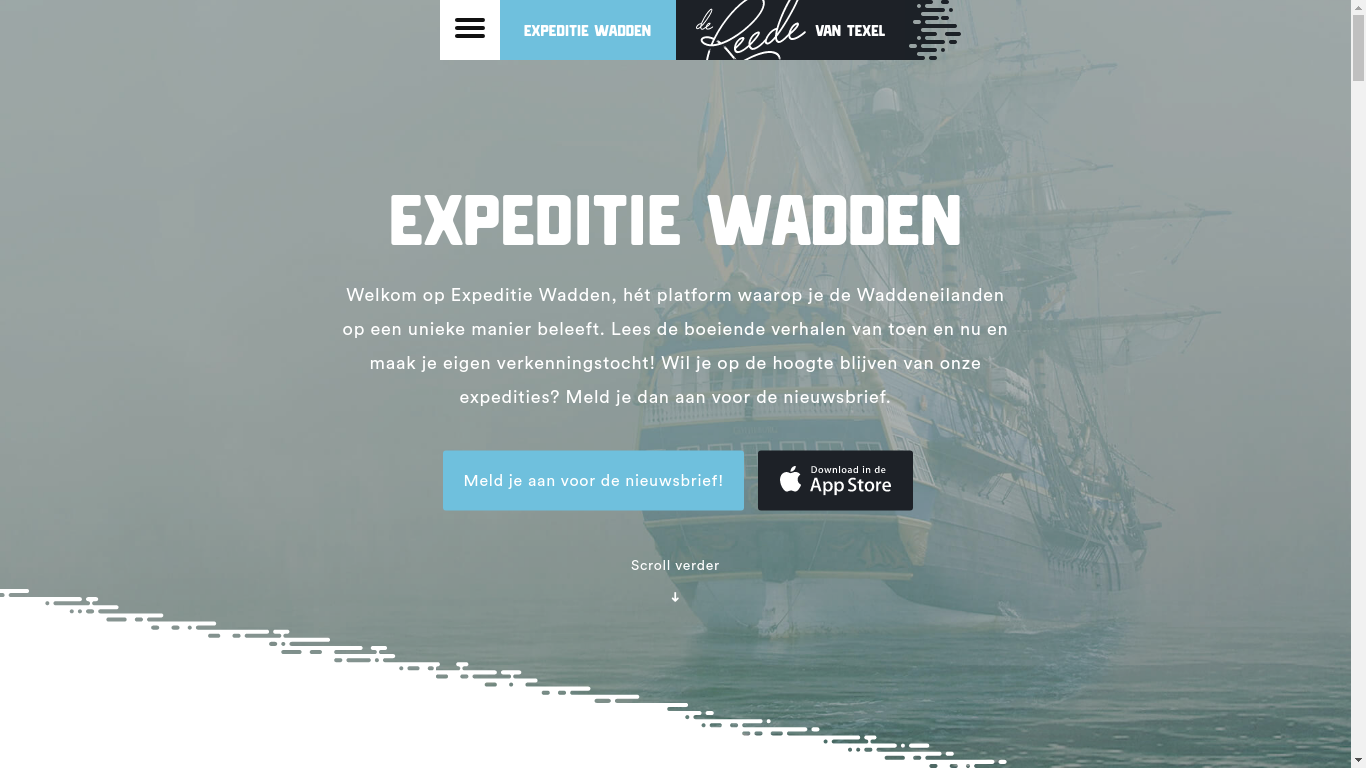 EXPEDITIE WADDEN
de Reede VAN TEXEL
EXPEDITIE WADDEN
Welkom op Expeditie Wadden, hét platform waarop je de Waddeneilanden
op een unieke manier beleeft. Lees de boeiende verhalen van toen en nu en
maak je eigen verkenningstocht! Wil je op de hoogte blijven van onze
expedities? Meld je dan aan voor de nieuwsbrief.
Meld je aan voor de nieuwsbrief!
Download in de
App Store
Scroll verder